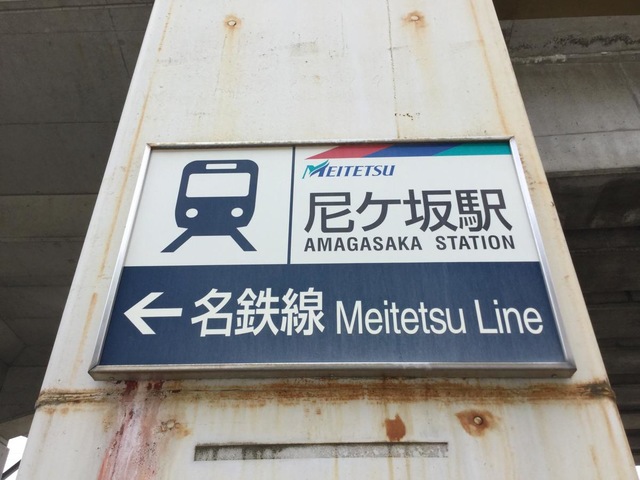 MEITETSU
尼ケ坂駅
AMAGASAKA STATION
← 名鉄線 Meitetsu Line